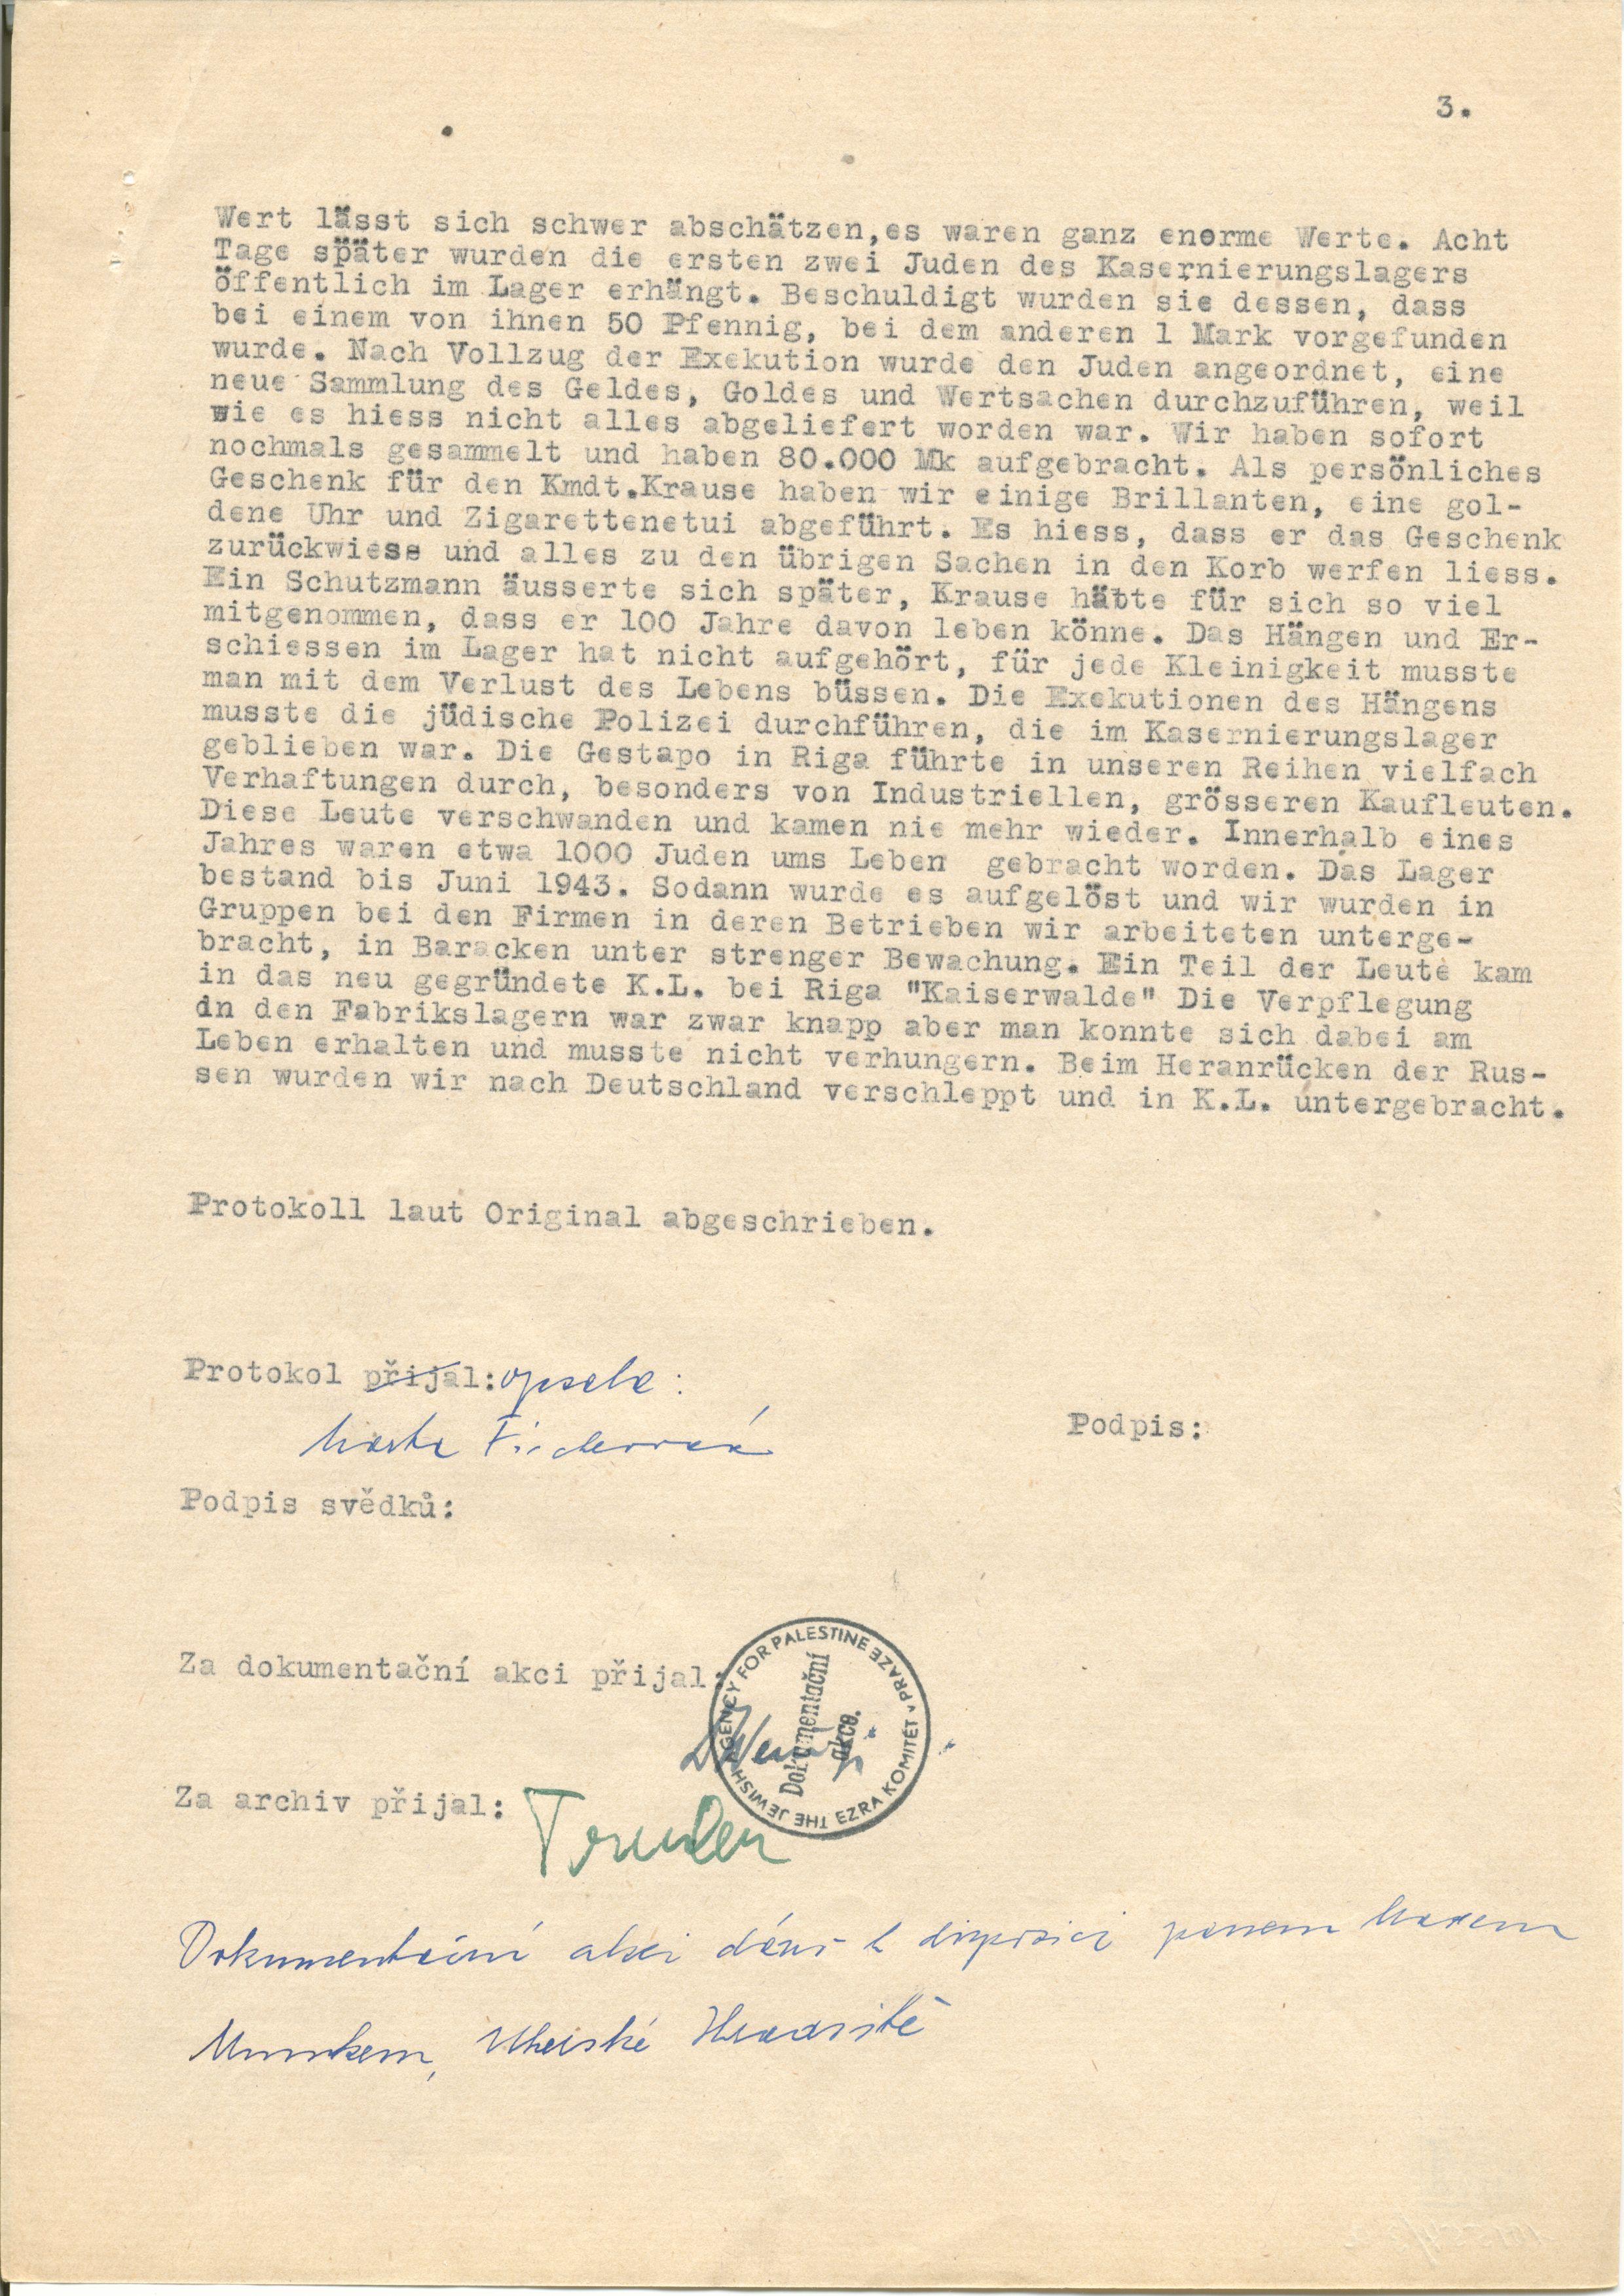 3.
Wert lässt sich schwer abschätzen,es waren ganz enorme Werte. Acht
Tage später wurden die ersten zwei Juden des Kasernierungslagers
öffentlich im Lager erhängt. Beschuldigt wurden sie dessen, dass
bei einem von ihnen 50 Pfennig, bei dem anderen 1 Mark vorgefunden
wurde. Nach Vollzug der Exekution wurde den Juden angeordnet, eine
neue Sammlung des Geldes, Goldes und Wertsachen durchzuführen, weil
wie es hiess nicht alles abgeliefert worden war. Wir haben sofort
nochmals gesammelt und haben 80.000 Mk aufgebracht. Als persönliches
Geschenk für den Kmdt.Krause haben wir einige Brillanten, eine gol-
dene Uhr und Zigarettenetui abgeführt. Es hiess, dass er das Geschenk
zurückwiess und alles zu den übrigen Sachen in den Korb werfen liess.
Ein Schutzmann äusserte sich später, Krause hätte für sich so viel
mitgenommen, dass er 100 Jahre davon leben könne. Das Hängen und Er-
schiessen im Lager hat nicht aufgehört, für jede Kleinigkeit musste
man mit dem Verlust des Lebens büssen. Die Exekutionen des Hängens
musste die jüdische Polizei durchführen, die im Kasernierungslager
geblieben war. Die Gestapo in Riga führte in unseren Reihen vielfach
Verhaftungen durch, besonders von Industriellen, grösseren Kaufleuten.
Diese Leute verschwanden und kamen nie mehr wieder. Innerhalb eines
Jahres waren etwa 1000 Juden ums Leben gebracht worden. Das Lager
bestand bis Juni 1943. Sodann wurde es aufgelöst und wir wurden in
Gruppen bei den Firmen in deren Betrieben wir arbeiteten unterge-
bracht, in Baracken unter strenger Bewachung. Ein Teil der Leute kam
in das neu gegründete K.L. bei Riga "Kaiserwalde" Die Verpflegung
in den Fabrikslagern war zwar knapp aber man konnte sich dabei am
Leben erhalten und musste nicht verhungern. Beim Heranrücken der Rus-
sen wurden wir nach Deutschland verschleppt und in K.L. untergebracht.
Protokoll laut Original abgeschrieben.
Protokol přijal: opsala:
Podpis:
Podpis svědků:
Za dokumentační akci přijal:
THE JEWISH AGENCY FOR PALESTINE EZRA KOMITÉT v PRAZE
Dokumentační
akce.
Za archiv přijal:
Dokumentační akci dáno k disposici panem
Munkem, Uherské Hradiště